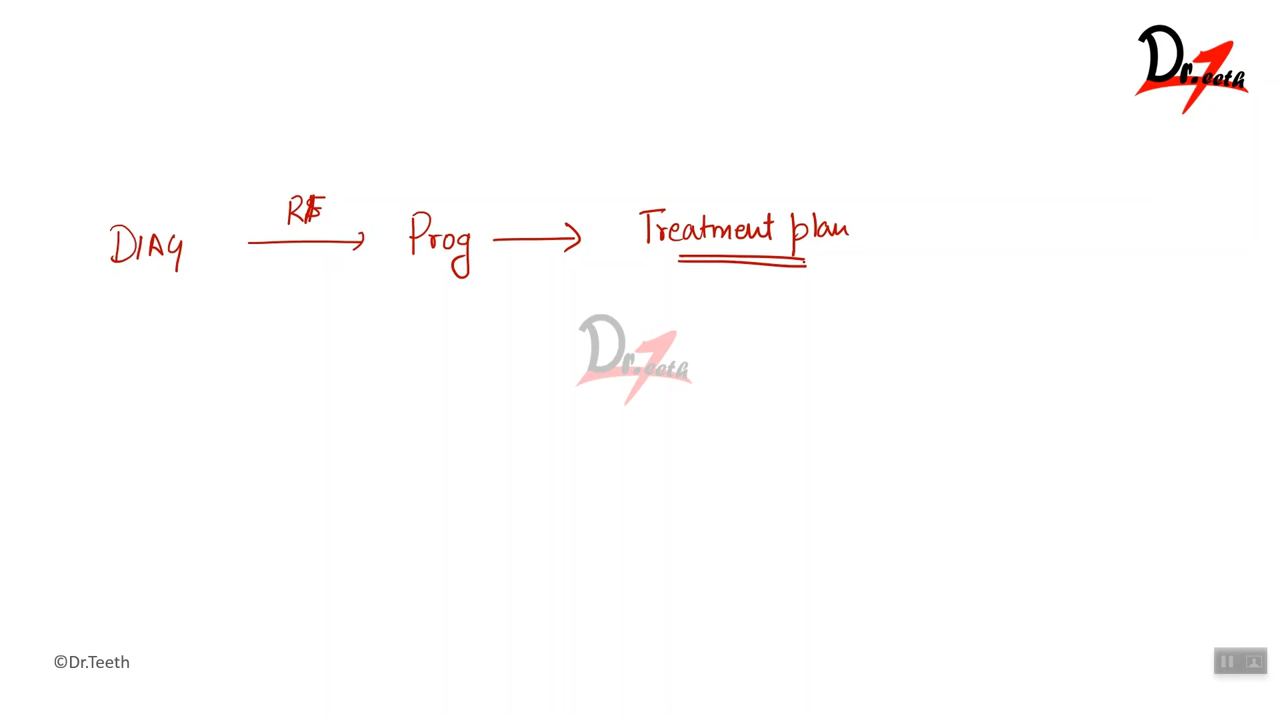 Dr.Teeth
RF
DIAG Prog Treatment plan
Dr.Teeth
©Dr.Teeth